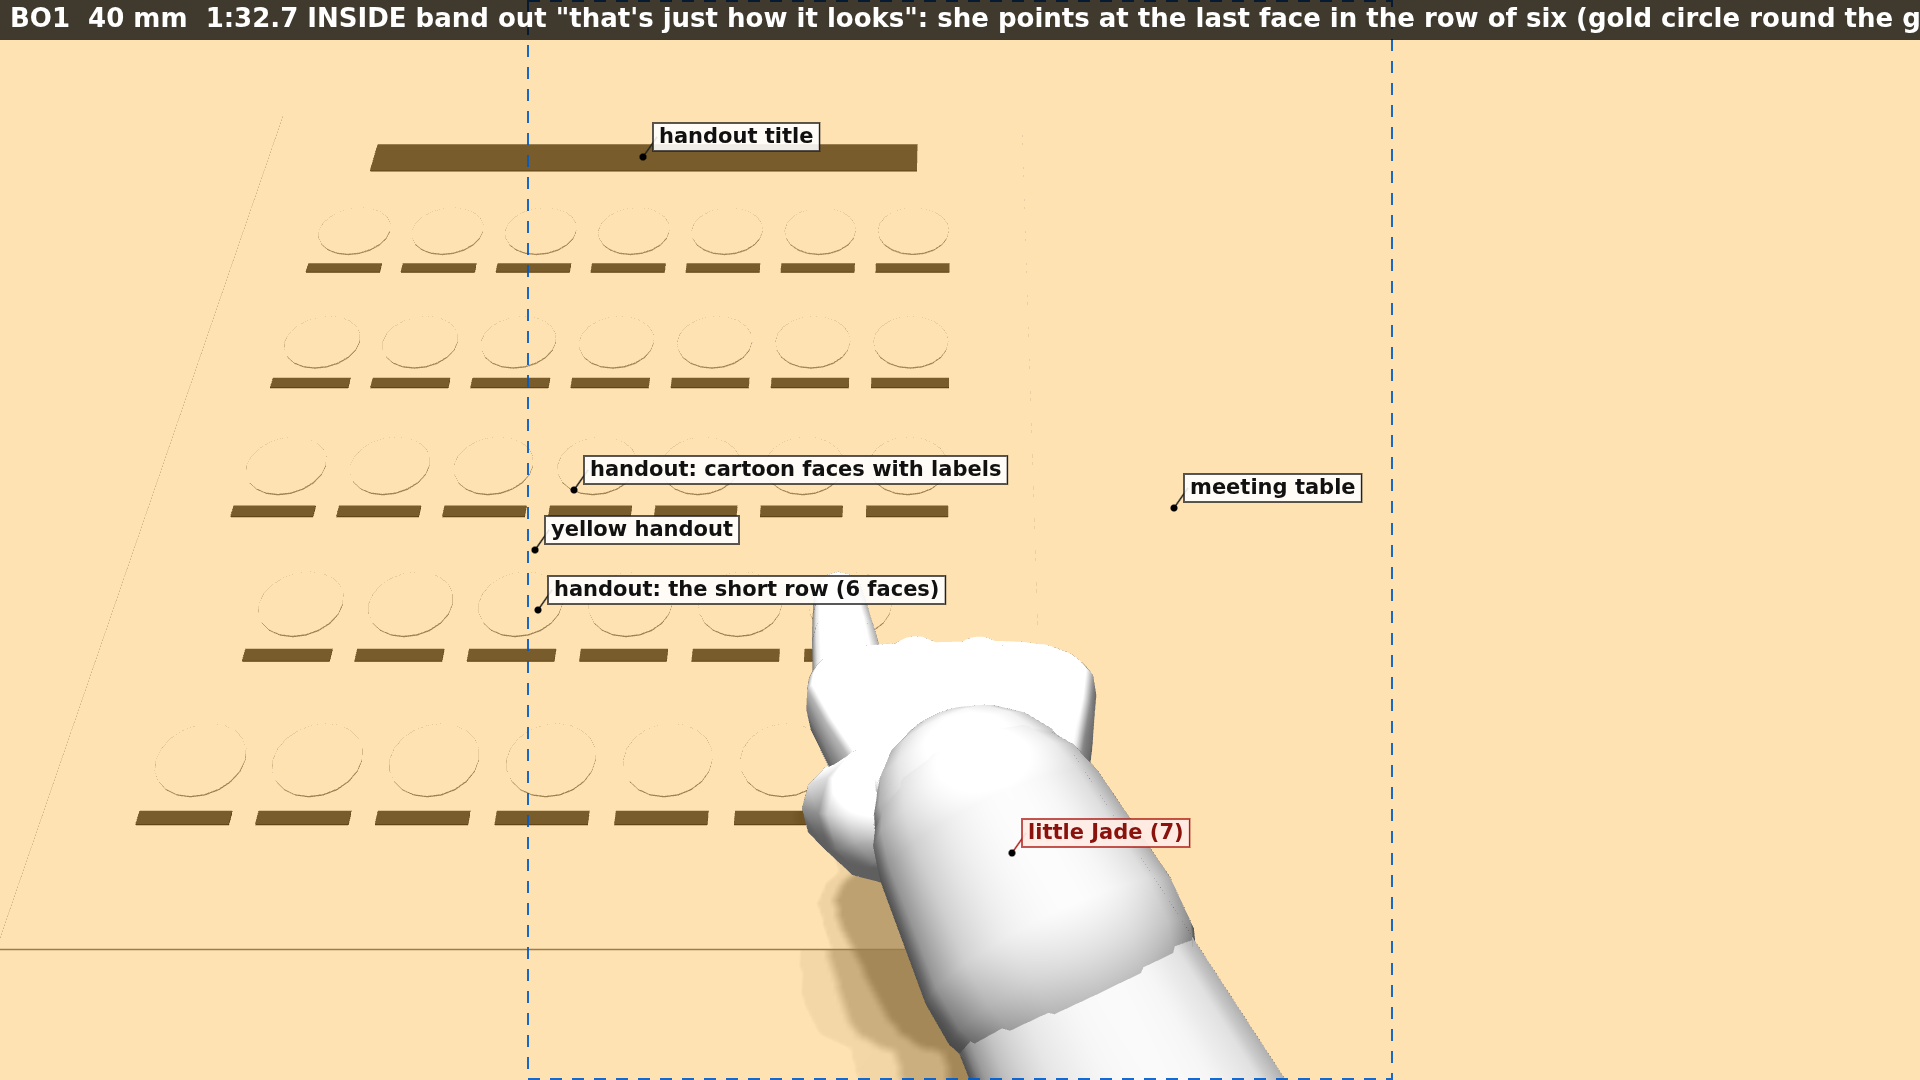 BO1  40 mm  1:32.7 INSIDE band out "that's just how it looks": she points at the last face in the row of six (gold circle round the g
handout title
handout: cartoon faces with labels
meeting table
yellow handout
handout: the short row (6 faces)
little Jade (7)